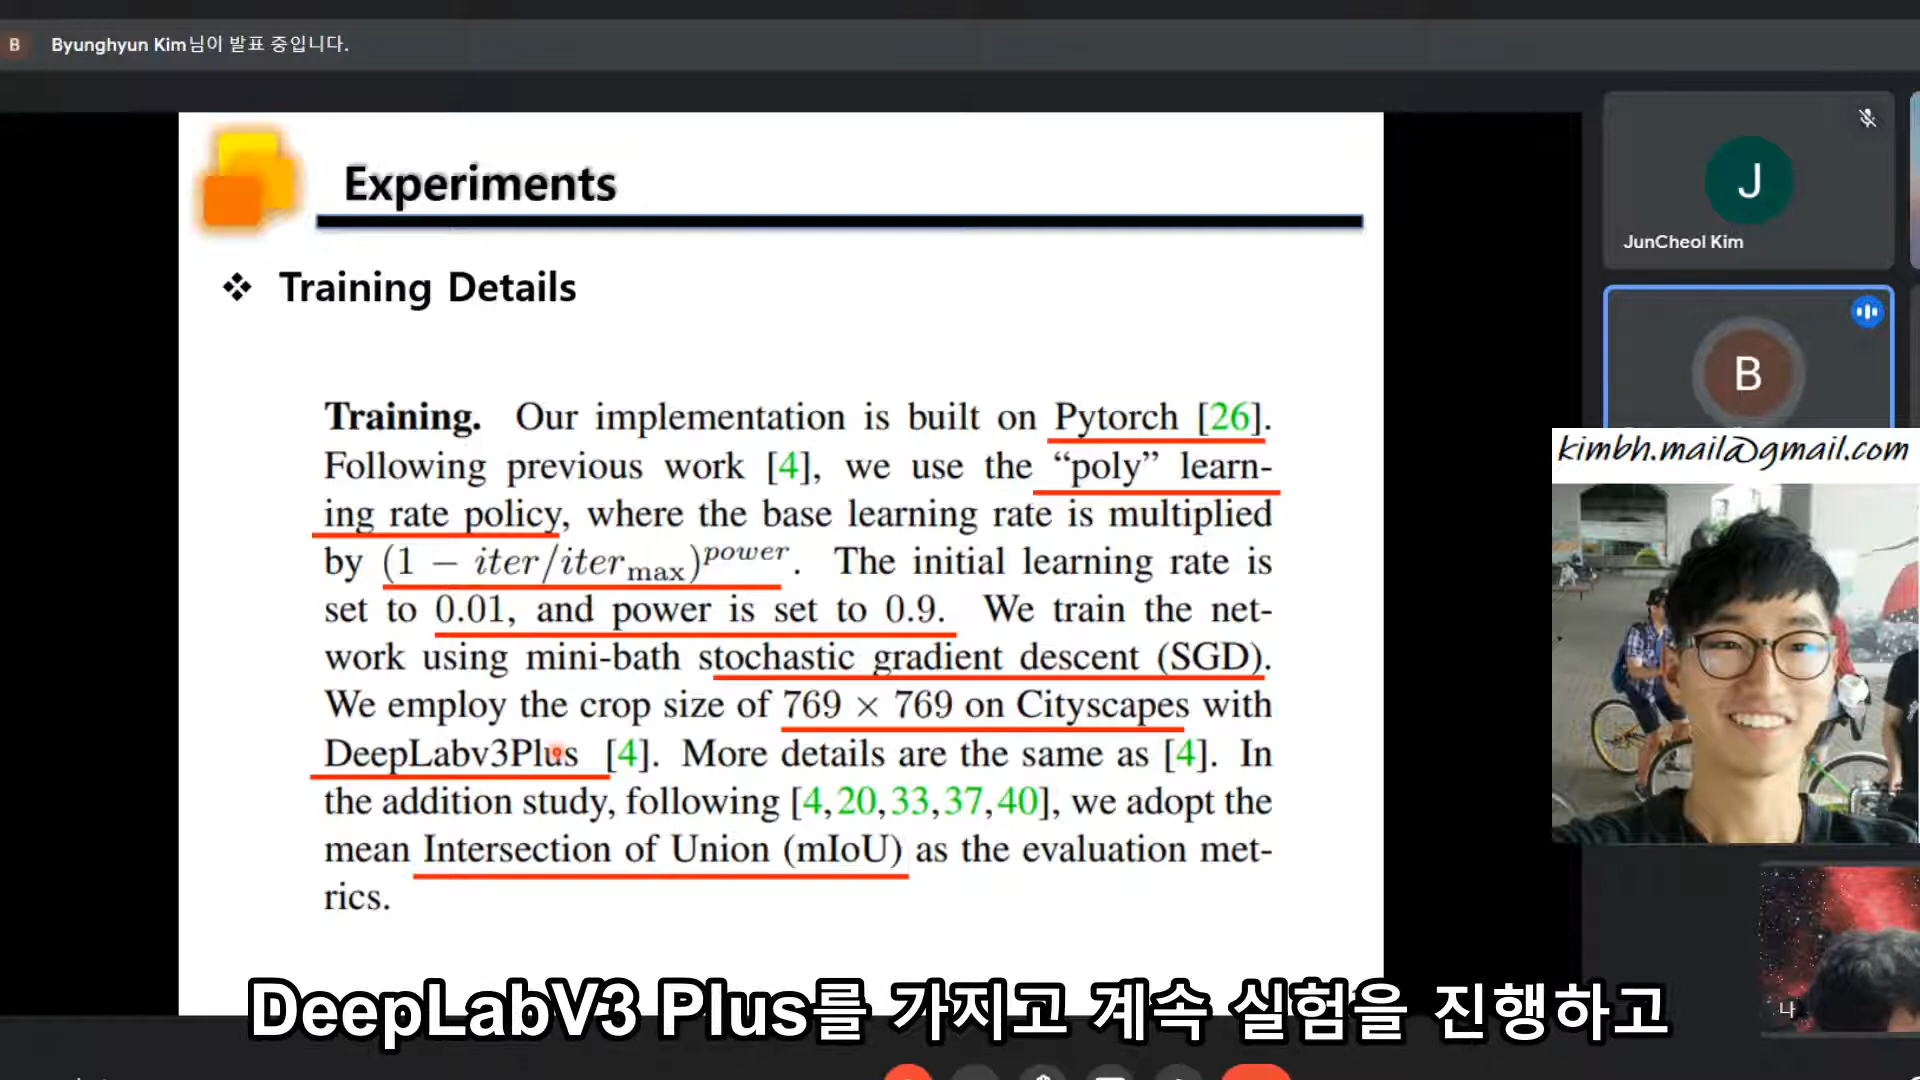 B Byunghyun Kim님이 발표 중입니다.
Experiments
❖ Training Details
Training. Our implementation is built on Pytorch [26].
Following previous work [4], we use the “poly” learn-
ing rate policy, where the base learning rate is multiplied
by (1 − iter/iter_max)^power. The initial learning rate is
set to 0.01, and power is set to 0.9. We train the net-
work using mini-bath stochastic gradient descent (SGD).
We employ the crop size of 769 × 769 on Cityscapes with
DeepLabv3Plus [4]. More details are the same as [4]. In
the addition study, following [4,20,33,37,40], we adopt the
mean Intersection of Union (mIoU) as the evaluation met-
rics.
J
JunCheol Kim
B
kimbh.mail@gmail.com
나
DeepLabV3 Plus를 가지고 계속 실험을 진행하고